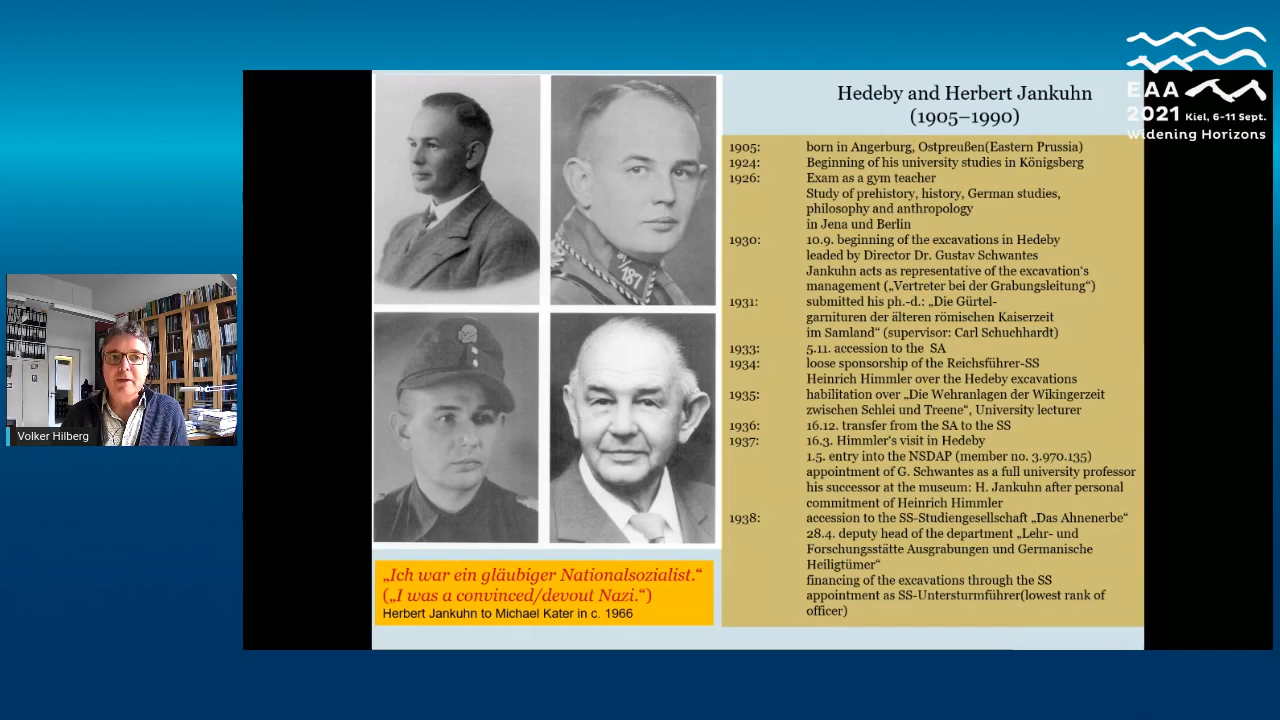 EAA
2021 Kiel, 6-11 Sept.
Widening Horizons
Hedeby and Herbert Jankuhn
(1905–1990)
1905: born in Angerburg, Ostpreußen(Eastern Prussia)
1924: Beginning of his university studies in Königsberg
1926: Exam as a gym teacher
Study of prehistory, history, German studies,
philosophy and anthropology
in Jena und Berlin
1930: 10.9. beginning of the excavations in Hedeby
leaded by Director Dr. Gustav Schwantes
Jankuhn acts as representative of the excavation's
management („Vertreter bei der Grabungsleitung“)
1931: submitted his ph.-d.: „Die Gürtel-
garnituren der älteren römischen Kaiserzeit
im Samland“ (supervisor: Carl Schuchhardt)
1933: 5.11. accession to the SA
1934: loose sponsorship of the Reichsführer-SS
Heinrich Himmler over the Hedeby excavations
1935: habilitation over „Die Wehranlagen der Wikingerzeit
zwischen Schlei und Treene“, University lecturer
1936: 16.12. transfer from the SA to the SS
1937: 16.3. Himmler's visit in Hedeby
1.5. entry into the NSDAP (member no. 3.970.135)
appointment of G. Schwantes as a full university professor
his successor at the museum: H. Jankuhn after personal
commitment of Heinrich Himmler
1938: accession to the SS-Studiengesellschaft „Das Ahnenerbe“
28.4. deputy head of the department „Lehr- und
Forschungsstätte Ausgrabungen und Germanische
Heiligtümer“
financing of the excavations through the SS
appointment as SS-Untersturmführer(lowest rank of
officer)
„Ich war ein gläubiger Nationalsozialist.“
(„I was a convinced/devout Nazi.“)
Herbert Jankuhn to Michael Kater in c. 1966
Volker Hilberg